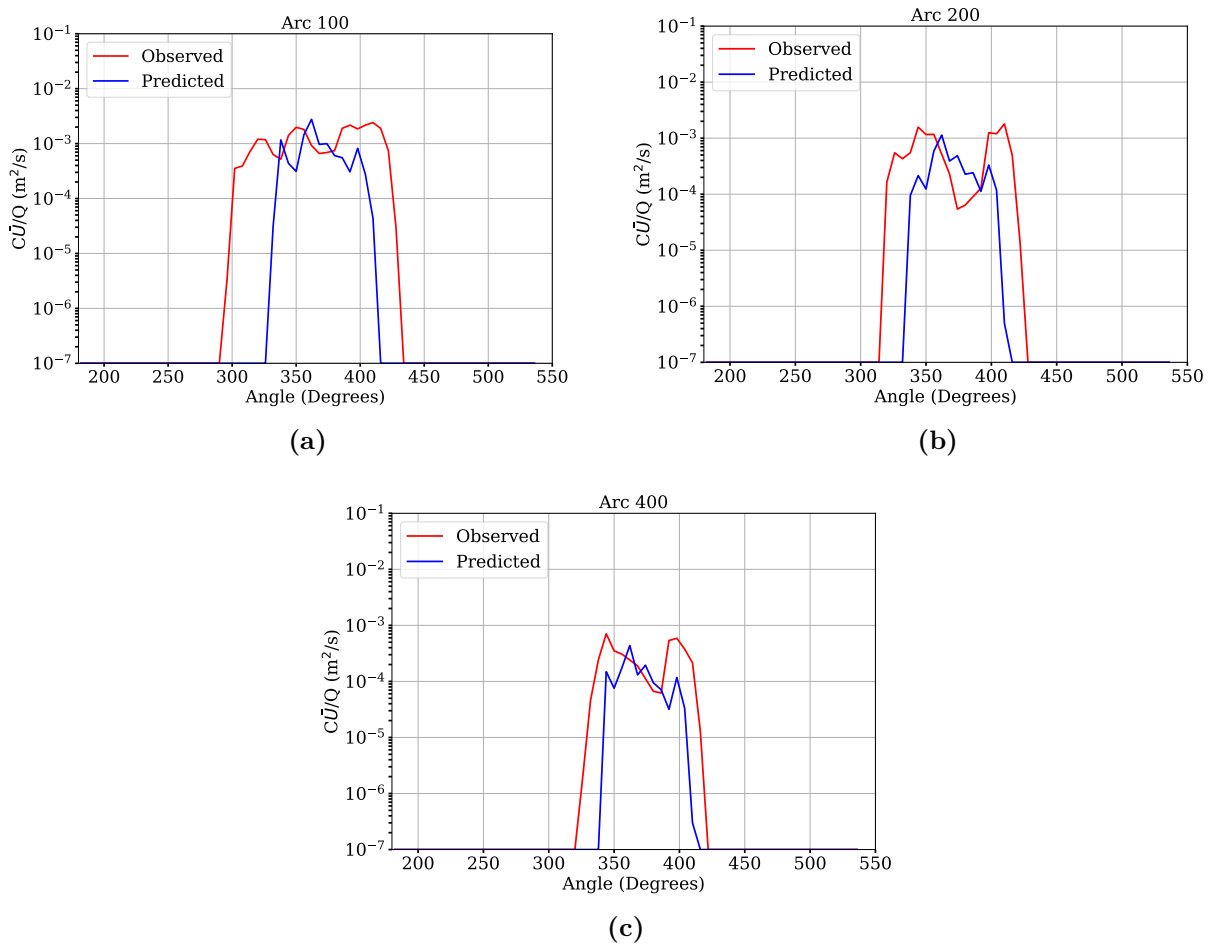 Arc 100
10⁻¹
10⁻²
10⁻³
10⁻⁴
10⁻⁵
10⁻⁶
10⁻⁷
CŪ/Q (m²/s)
Observed
Predicted
200 250 300 350 400 450 500 550
Angle (Degrees)
(a)
Arc 200
10⁻¹
10⁻²
10⁻³
10⁻⁴
10⁻⁵
10⁻⁶
10⁻⁷
CŪ/Q (m²/s)
Observed
Predicted
200 250 300 350 400 450 500 550
Angle (Degrees)
(b)
Arc 400
10⁻¹
10⁻²
10⁻³
10⁻⁴
10⁻⁵
10⁻⁶
10⁻⁷
CŪ/Q (m²/s)
Observed
Predicted
200 250 300 350 400 450 500 550
Angle (Degrees)
(c)